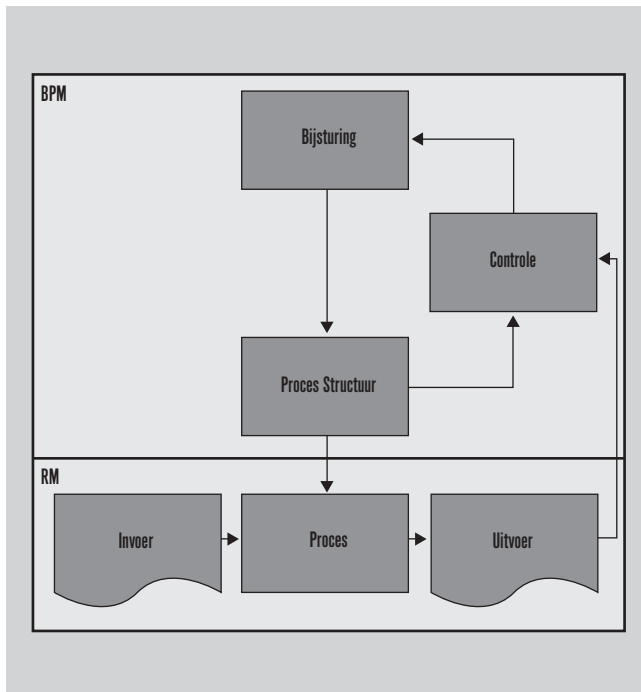 BPM
Bijsturing
Controle
Proces Structuur
RM
Invoer
Proces
Uitvoer